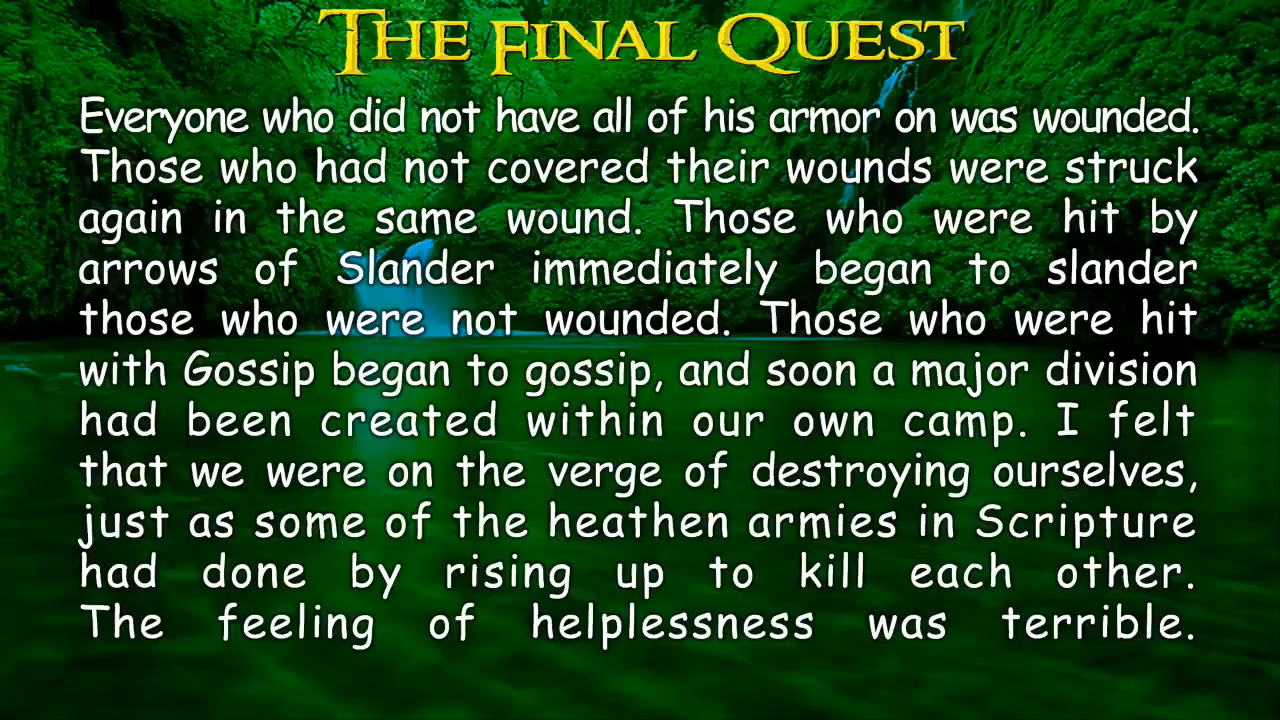 THE FINAL QUEST
Everyone who did not have all of his armor on was wounded.
Those who had not covered their wounds were struck
again in the same wound. Those who were hit by
arrows of Slander immediately began to slander
those who were not wounded. Those who were hit
with Gossip began to gossip, and soon a major division
had been created within our own camp. I felt
that we were on the verge of destroying ourselves,
just as some of the heathen armies in Scripture
had done by rising up to kill each other.
The feeling of helplessness was terrible.